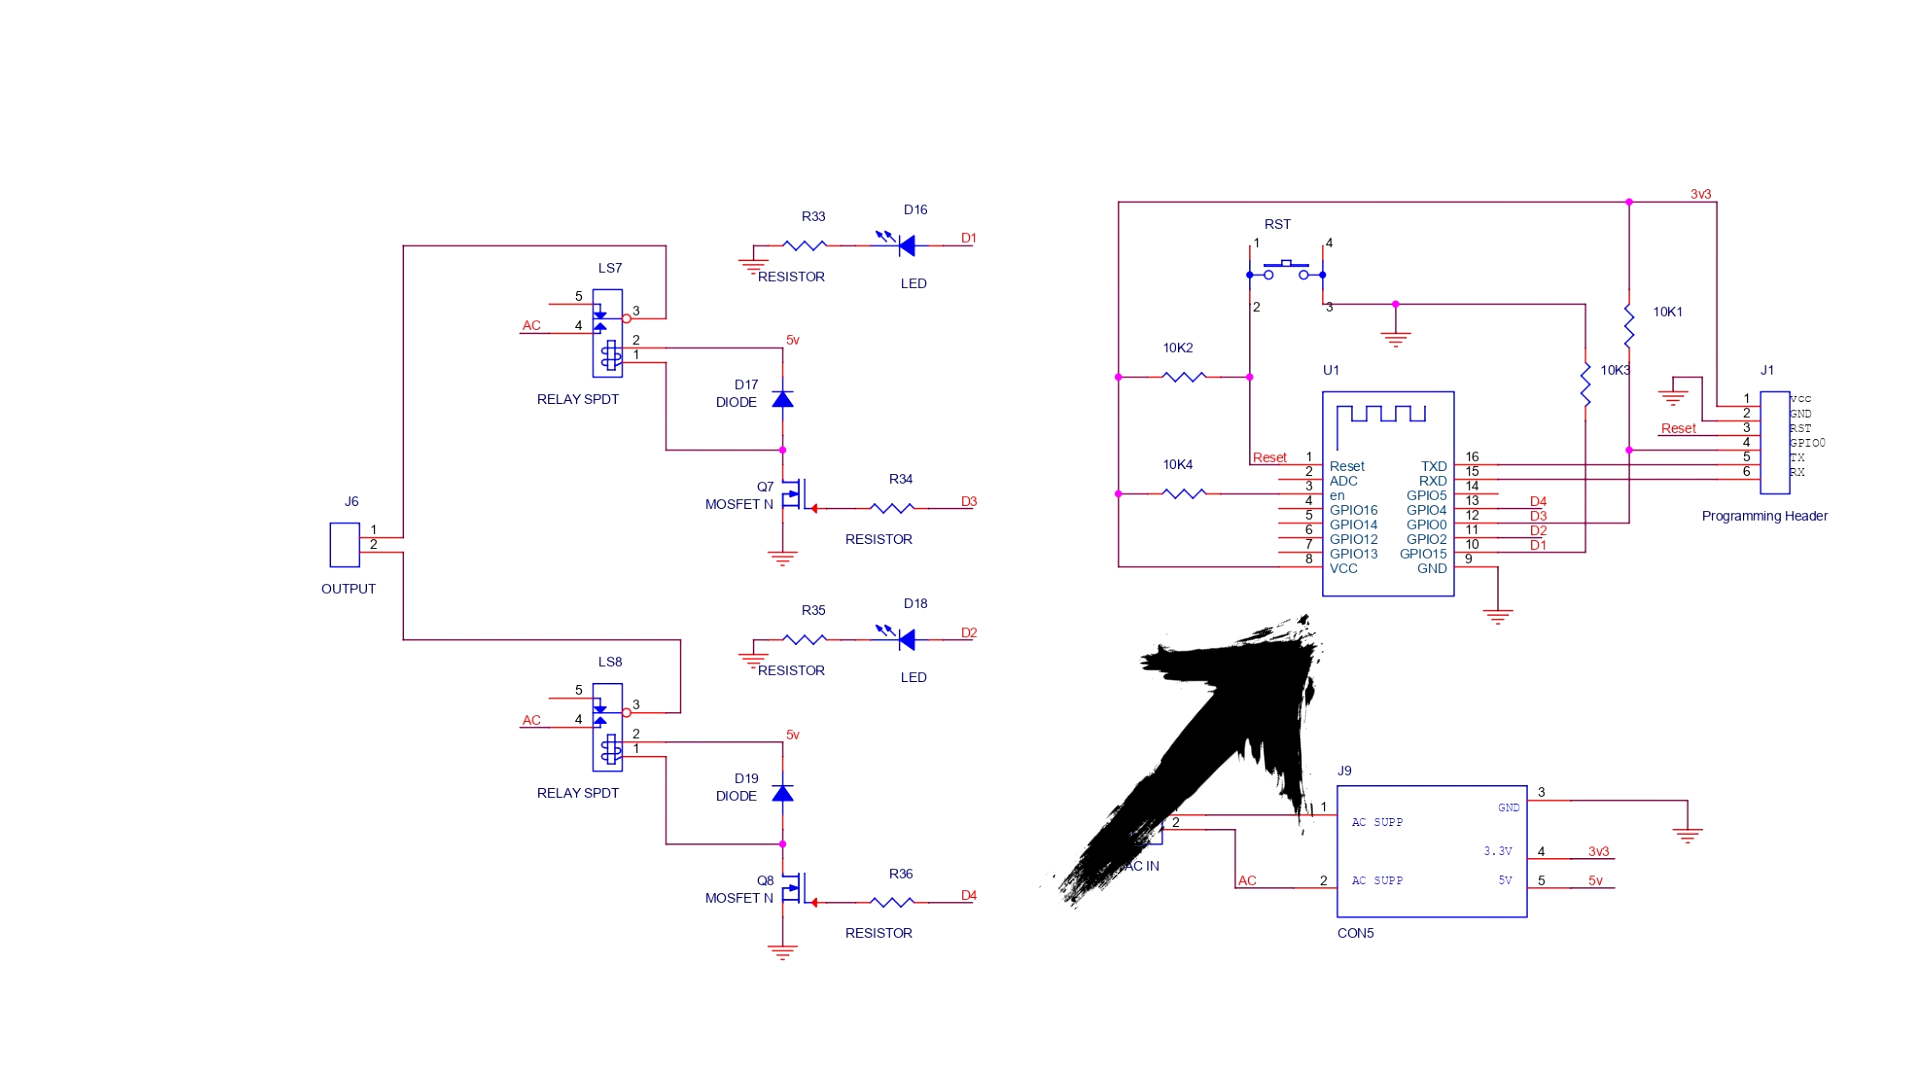 R33
D16
D1
RESISTOR
LED
LS7
5
3
AC
4
2
1
RELAY SPDT
5v
D17
DIODE
Q7
MOSFET N
R34
D3
RESISTOR
J6
1
2
OUTPUT
R35
D18
D2
RESISTOR
LED
LS8
5
3
AC
4
2
1
RELAY SPDT
5v
D19
DIODE
Q8
MOSFET N
R36
D4
RESISTOR
3v3
RST
1
4
2
3
10K1
10K2
10K3
10K4
U1
Reset
1
Reset
2
ADC
3
en
4
GPIO16
5
GPIO14
6
GPIO12
7
GPIO13
8
VCC
TXD
16
RXD
15
GPIO5
14
GPIO4
13
D4
GPIO0
12
D3
GPIO2
11
D2
GPIO15
10
D1
GND
9
J1
1
VCC
2
GND
Reset
3
RST
4
GPIO0
5
TX
6
RX
Programming Header
2
AC IN
AC
J9
1
AC SUPP
2
AC SUPP
GND
3
3.3V
4
3v3
5V
5
5v
CON5